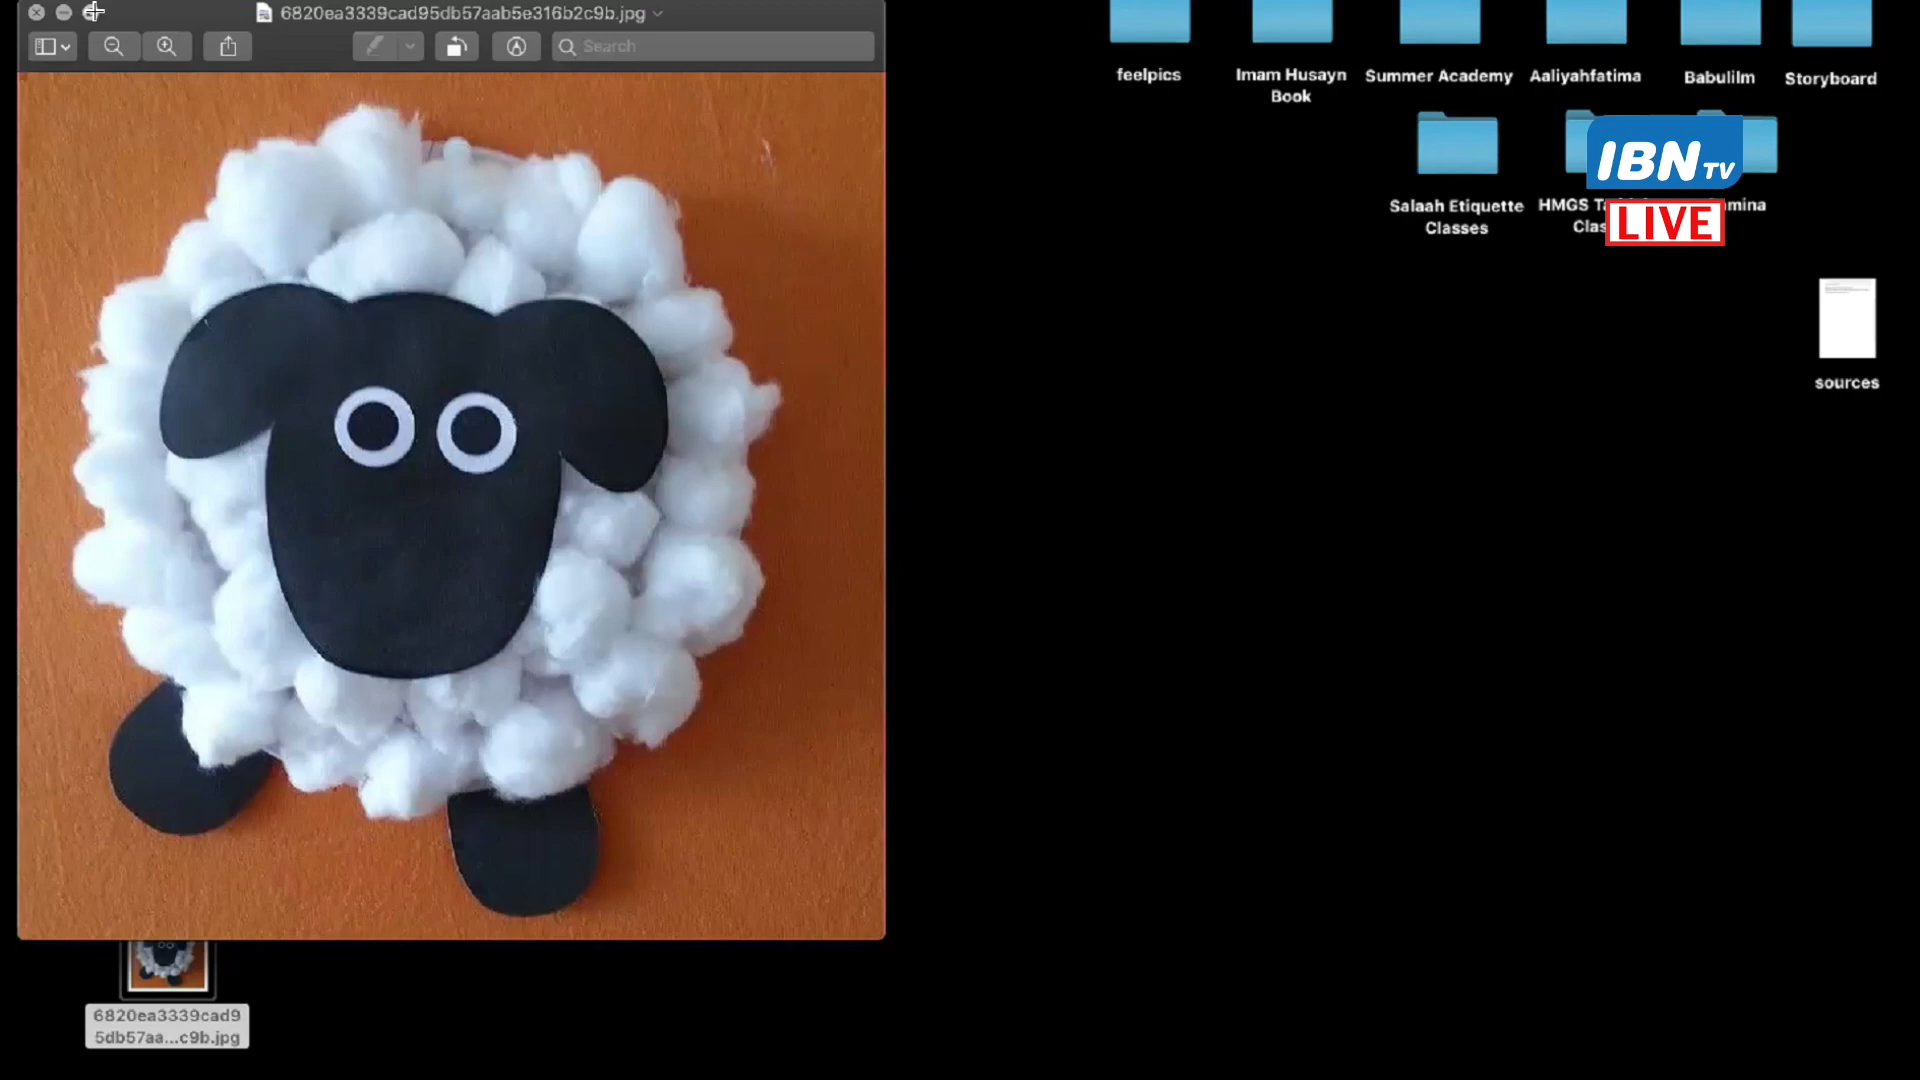 6820ea3339cad95db57aab5e316b2c9b.jpg
Search
feelpics
Imam Husayn
Book
Summer Academy
Aaliyahfatima
Babulilm
Storyboard
Salaah Etiquette
Classes
HMGS
IBN TV
LIVE
sources
6820ea3339cad9
5db57aa...c9b.jpg